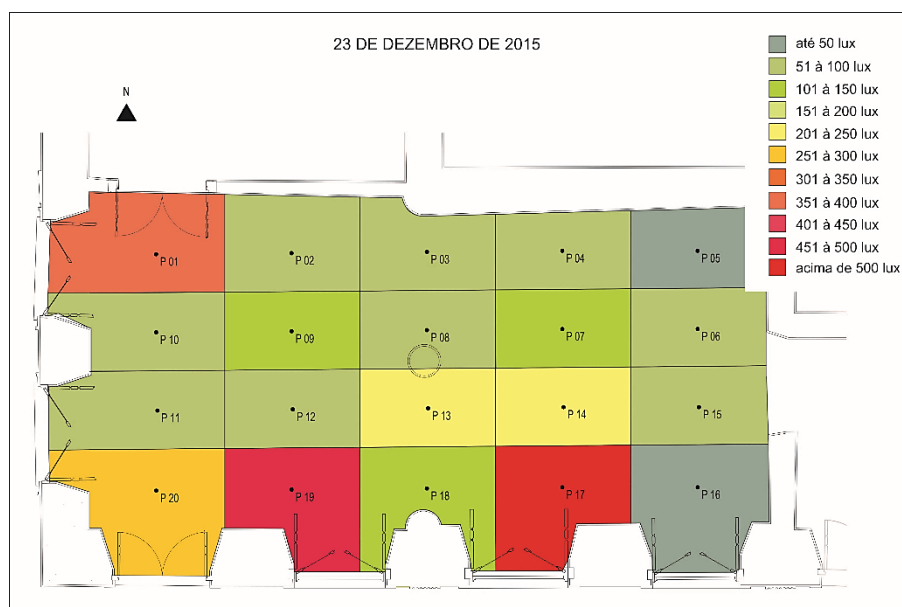 23 DE DEZEMBRO DE 2015
até 50 lux
51 à 100 lux
101 à 150 lux
151 à 200 lux
201 à 250 lux
251 à 300 lux
301 à 350 lux
351 à 400 lux
401 à 450 lux
451 à 500 lux
acima de 500 lux
N
P 01
P 02
P 03
P 04
P 05
P 10
P 09
P 08
P 07
P 06
P 11
P 12
P 13
P 14
P 15
P 20
P 19
P 18
P 17
P 16